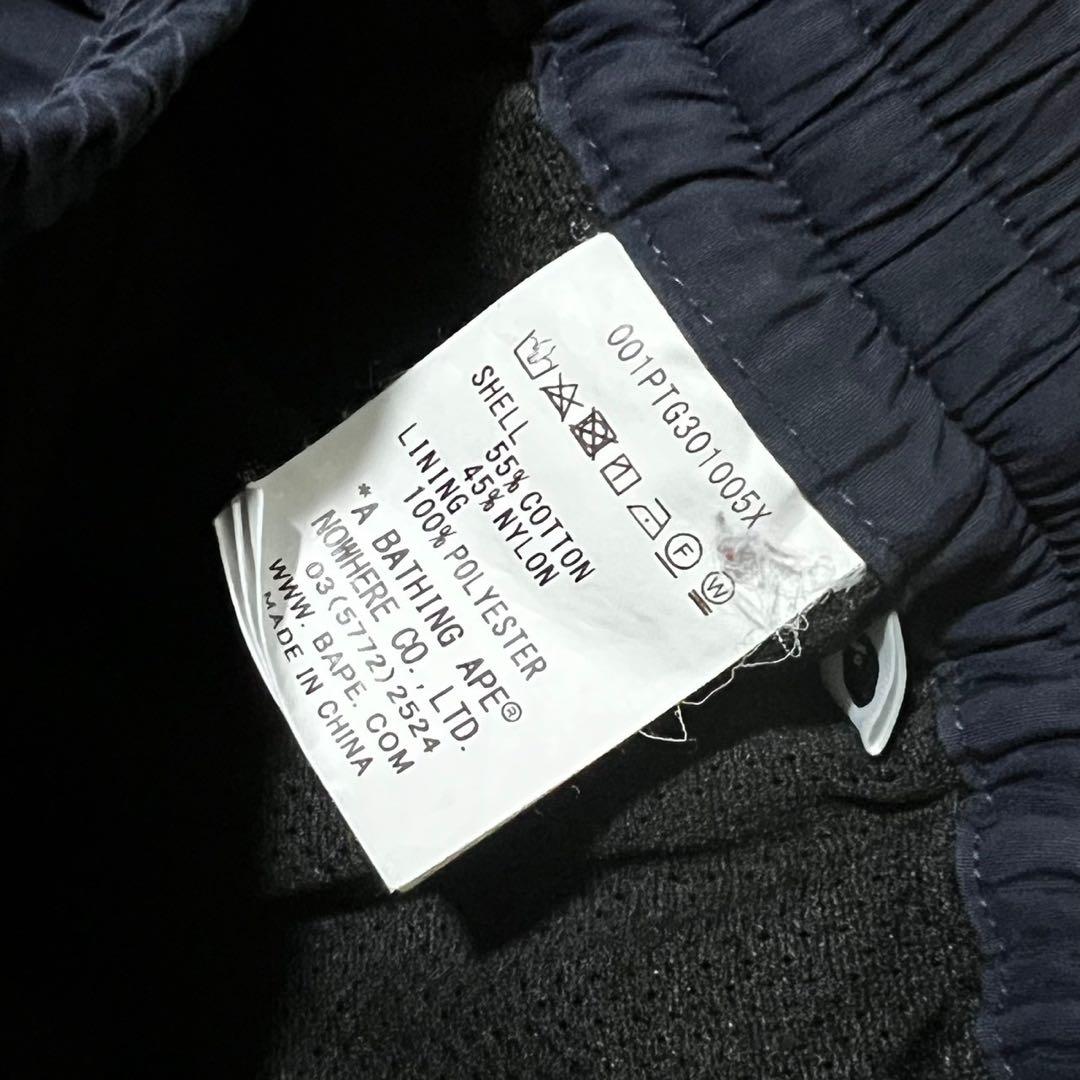 001PTG301005X
F W
SHELL
55% COTTON
45% NYLON
LINING
100% POLYESTER
*A BATHING APE®
NOWHERE CO., LTD.
03(5772)2524
WWW. BAPE. COM
MADE IN CHINA